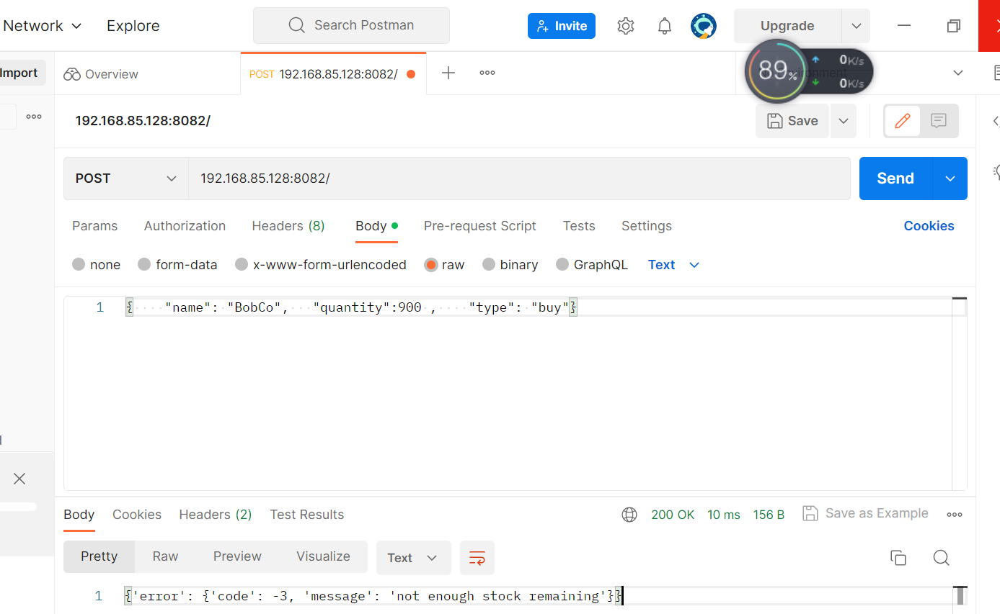 Network Explore Search Postman Invite Upgrade
Import Overview POST 192.168.85.128:8082/ 89% 0K/s
0K/s
192.168.85.128:8082/ Save
POST 192.168.85.128:8082/ Send
Params Authorization Headers (8) Body Pre-request Script Tests Settings Cookies
none form-data x-www-form-urlencoded raw binary GraphQL Text
1 { "name": "BobCo", "quantity":900 , "type": "buy"}
Body Cookies Headers (2) Test Results 200 OK 10 ms 156 B Save as Example
Pretty Raw Preview Visualize Text
1 {'error': {'code': -3, 'message': 'not enough stock remaining'}}